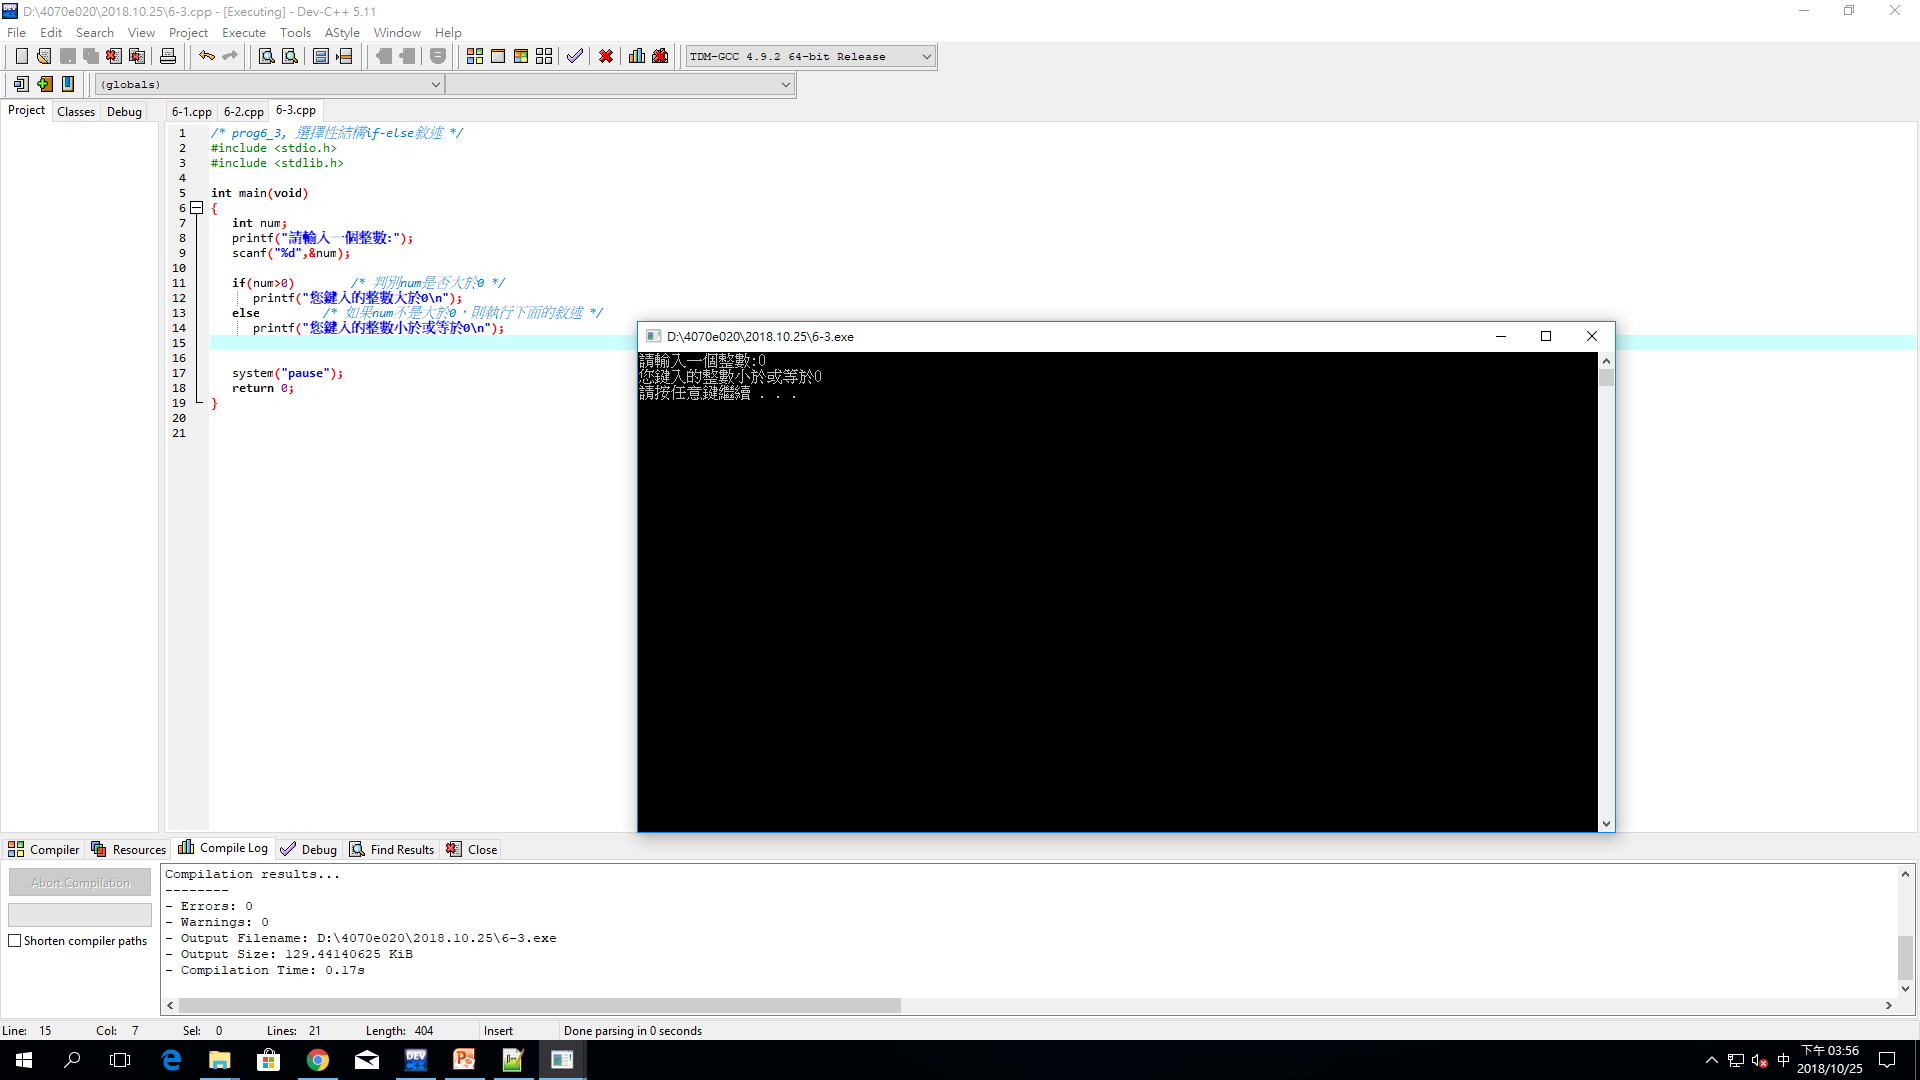 D:\4070e020\2018.10.25\6-3.cpp - [Executing] - Dev-C++ 5.11
File Edit Search View Project Execute Tools AStyle Window Help
TDM-GCC 4.9.2 64-bit Release
(globals)
Project Classes Debug 6-1.cpp 6-2.cpp 6-3.cpp
1 /* prog6_3, 選擇性結構if-else敘述 */
2 #include <stdio.h>
3 #include <stdlib.h>
4
5 int main(void)
6 {
7 int num;
8 printf("請輸入一個整數:");
9 scanf("%d",&num);
10
11 if(num>0) /* 判別num是否大於0 */
12 printf("您鍵入的整數大於0\n");
13 else /* 如果num不是大於0，則執行下面的敘述 */
14 printf("您鍵入的整數小於或等於0\n");
15
16
17 system("pause");
18 return 0;
19 }
20
21
D:\4070e020\2018.10.25\6-3.exe
請輸入一個整數:0
您鍵入的整數小於或等於0
請按任意鍵繼續 . . .
Compiler Resources Compile Log Debug Find Results Close
Abort Compilation
Shorten compiler paths
Compilation results...
--------
- Errors: 0
- Warnings: 0
- Output Filename: D:\4070e020\2018.10.25\6-3.exe
- Output Size: 129.44140625 KiB
- Compilation Time: 0.17s
Line: 15 Col: 7 Sel: 0 Lines: 21 Length: 404 Insert Done parsing in 0 seconds
中
下午 03:56
2018/10/25